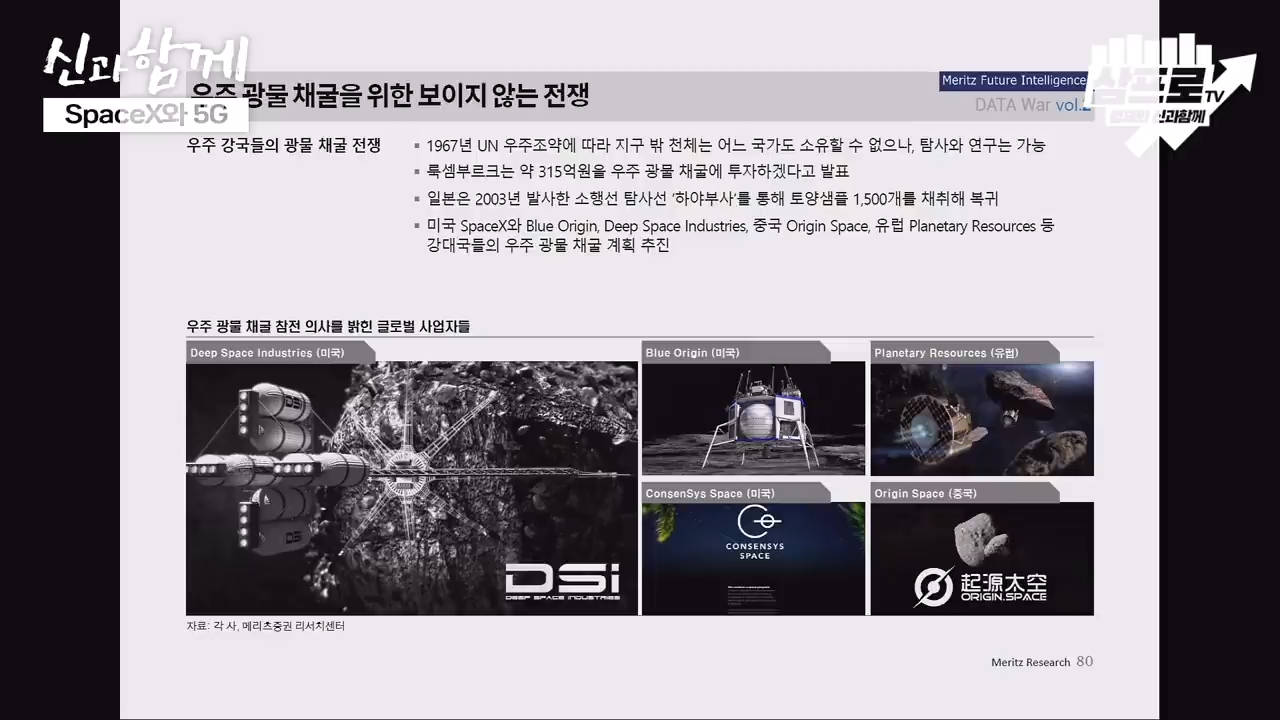 신과함께
SpaceX와 5G
우주 광물 채굴을 위한 보이지 않는 전쟁
Meritz Future Intelligence
DATA War vol.2
삼프로TV
신과함께
우주 강국들의 광물 채굴 전쟁
▪ 1967년 UN 우주조약에 따라 지구 밖 천체는 어느 국가도 소유할 수 없으나, 탐사와 연구는 가능
▪ 룩셈부르크는 약 315억원을 우주 광물 채굴에 투자하겠다고 발표
▪ 일본은 2003년 발사한 소행선 탐사선 '하야부사'를 통해 토양샘플 1,500개를 채취해 복귀
▪ 미국 SpaceX와 Blue Origin, Deep Space Industries, 중국 Origin Space, 유럽 Planetary Resources 등
강대국들의 우주 광물 채굴 계획 추진
우주 광물 채굴 참전 의사를 밝힌 글로벌 사업자들
Deep Space Industries (미국)
DSI
DSI
DSI
DEEP SPACE INDUSTRIES
Blue Origin (미국)
Planetary Resources (유럽)
ConsenSys Space (미국)
CONSENSYS
SPACE
Origin Space (중국)
起源太空
ORIGIN.SPACE
자료: 각 사, 메리츠증권 리서치센터
Meritz Research 80